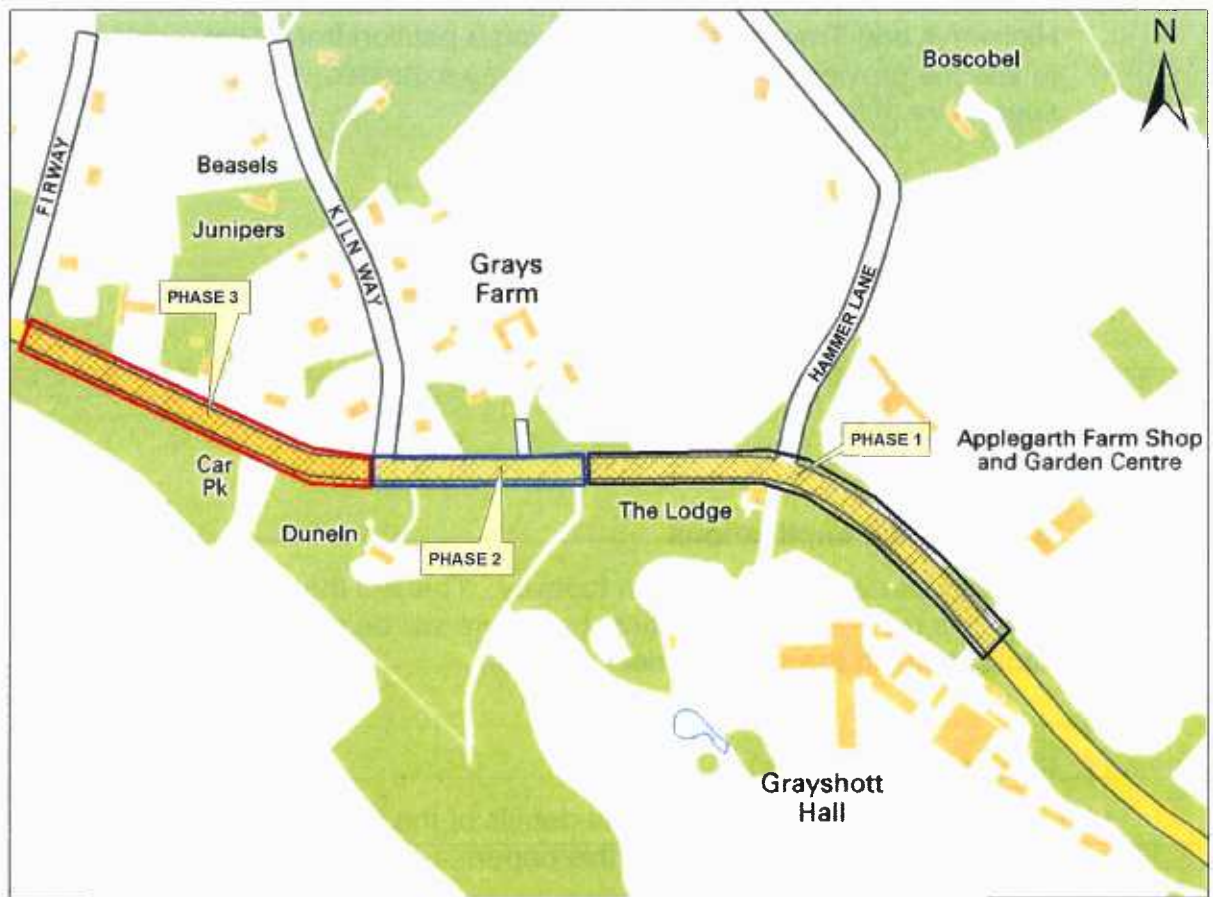 N
Boscobel
FIRWAY
Beasels
KILN WAY
Junipers
Grays
Farm
PHASE 3
HAMMER LANE
PHASE 1
Applegarth Farm Shop
and Garden Centre
Car
Pk
The Lodge
Duneln
PHASE 2
Grayshott
Hall